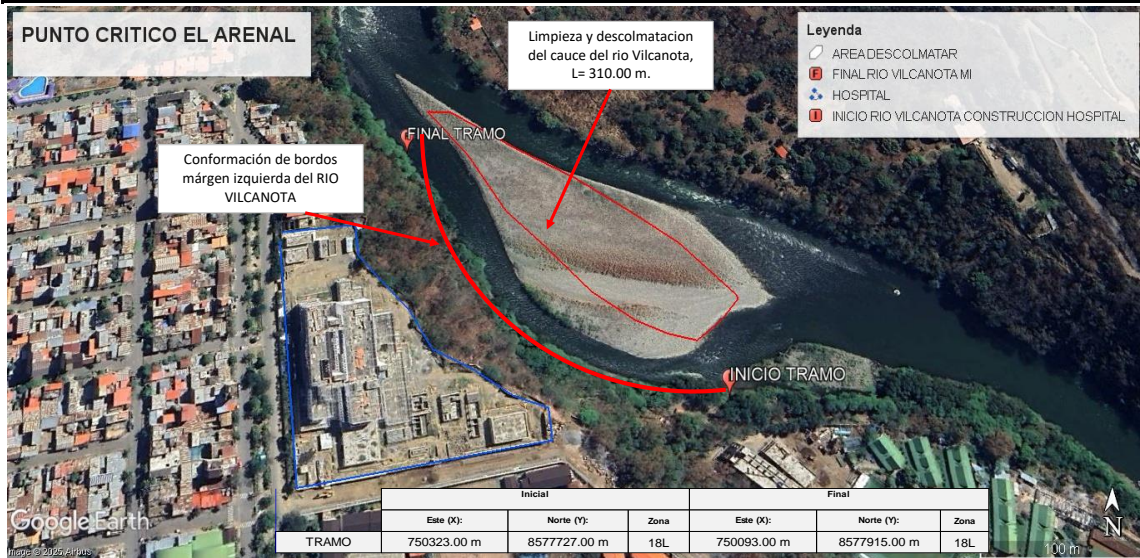 PUNTO CRITICO EL ARENAL
Limpieza y descolmatacion
del cauce del rio Vilcanota,
L= 310.00 m.
Leyenda
AREA DESCOLMATAR
FINAL RIO VILCANOTA MI
HOSPITAL
INICIO RIO VILCANOTA CONSTRUCCION HOSPITAL
FINAL TRAMO
Conformación de bordos
márgen izquierda del RIO
VILCANOTA
INICIO TRAMO
Inicial Final
Este (X): Norte (Y): Zona Este (X): Norte (Y): Zona
TRAMO 750323.00 m 8577727.00 m 18L 750093.00 m 8577915.00 m 18L
Google Earth
Image © 2025 Airbus
N
100 m